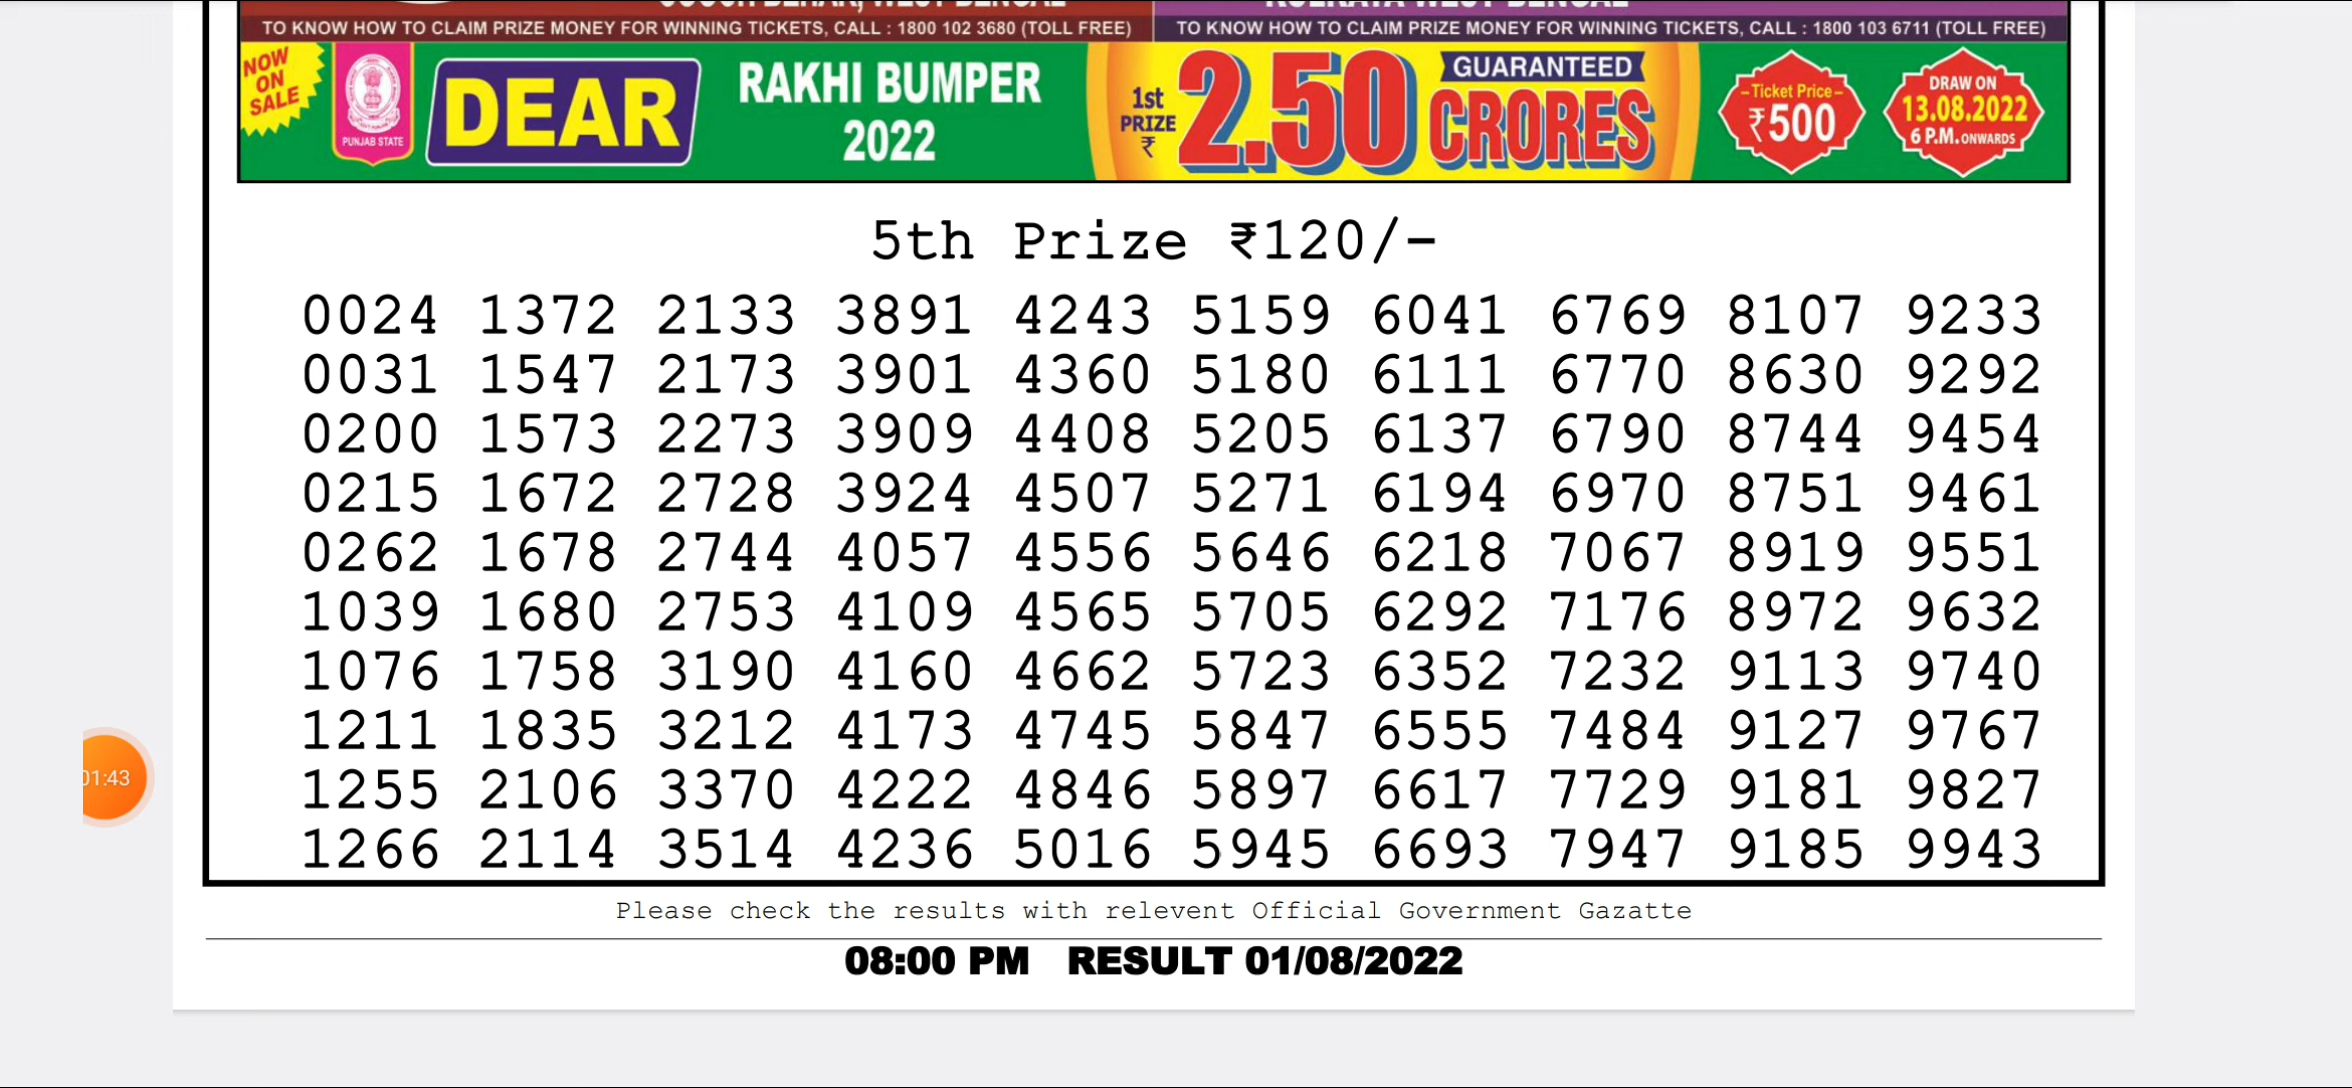 TO KNOW HOW TO CLAIM PRIZE MONEY FOR WINNING TICKETS, CALL : 1800 102 3680 (TOLL FREE)
TO KNOW HOW TO CLAIM PRIZE MONEY FOR WINNING TICKETS, CALL : 1800 103 6711 (TOLL FREE)
NOW
ON
SALE
PUNJAB STATE
DEAR
RAKHI BUMPER
2022
1st
PRIZE
₹
2.50
GUARANTEED
CRORES
Ticket Price
₹500
DRAW ON
13.08.2022
6 P.M. ONWARDS
5th Prize ₹120/-
0024 1372 2133 3891 4243 5159 6041 6769 8107 9233
0031 1547 2173 3901 4360 5180 6111 6770 8630 9292
0200 1573 2273 3909 4408 5205 6137 6790 8744 9454
0215 1672 2728 3924 4507 5271 6194 6970 8751 9461
0262 1678 2744 4057 4556 5646 6218 7067 8919 9551
1039 1680 2753 4109 4565 5705 6292 7176 8972 9632
1076 1758 3190 4160 4662 5723 6352 7232 9113 9740
1211 1835 3212 4173 4745 5847 6555 7484 9127 9767
1255 2106 3370 4222 4846 5897 6617 7729 9181 9827
1266 2114 3514 4236 5016 5945 6693 7947 9185 9943
01:43
Please check the results with relevent Official Government Gazatte
08:00 PM RESULT 01/08/2022